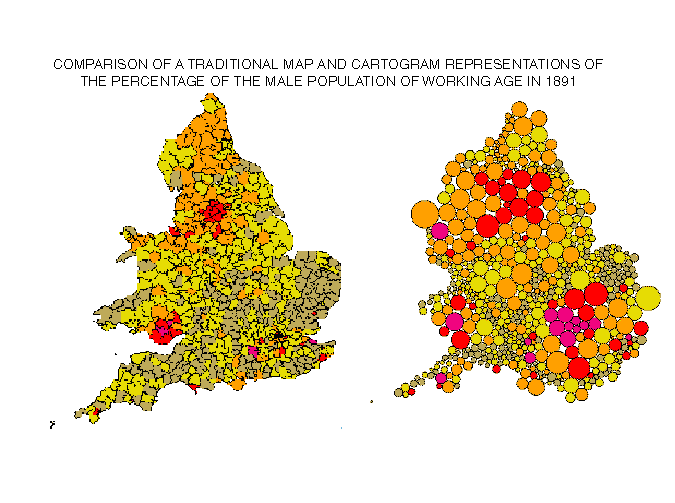 COMPARISON OF A TRADITIONAL MAP AND CARTOGRAM REPRESENTATIONS OF
THE PERCENTAGE OF THE MALE POPULATION OF WORKING AGE IN 1891